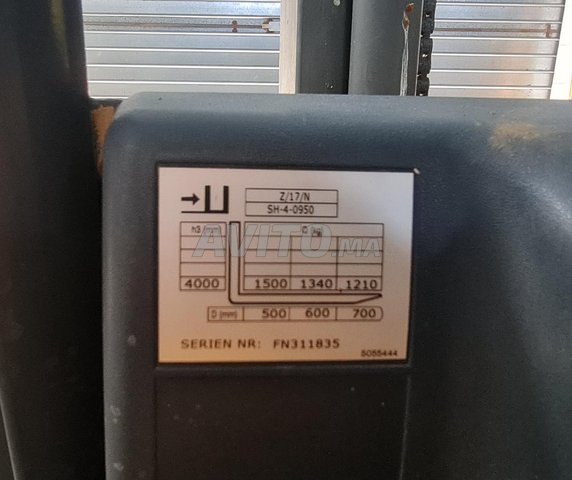 Z/17/N
SH-4-0950
h3 (mm) Q (kg)
AVITO.MA
4000 1500 1340 1210
D (mm) 500 600 700
SERIEN NR: FN311835
5055444